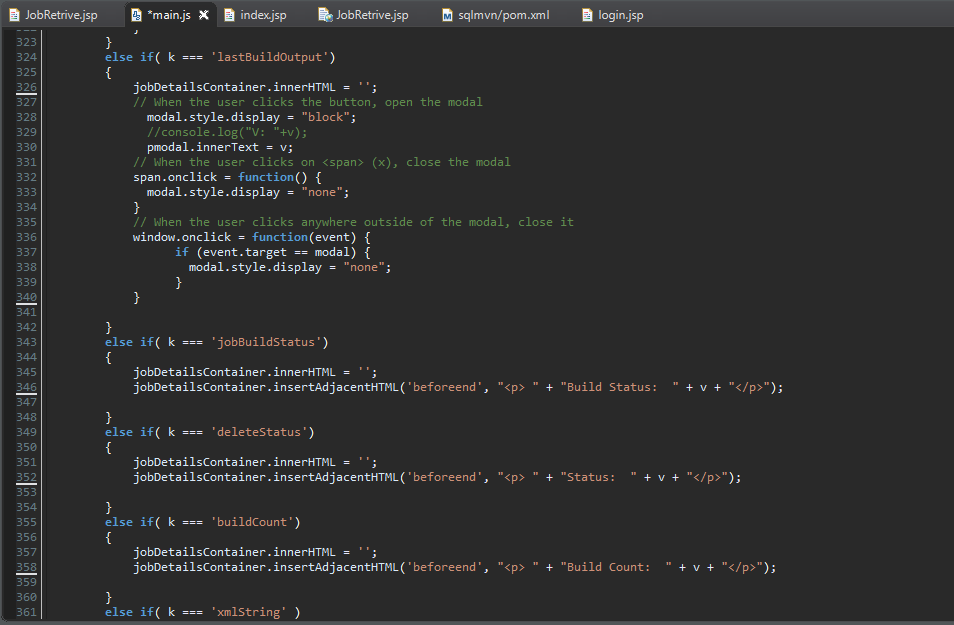 JobRetrive.jsp *main.js index.jsp JobRetrive.jsp sqlmvn/pom.xml login.jsp
323 }
324 else if( k === 'lastBuildOutput')
325 {
326 jobDetailsContainer.innerHTML = '';
327 // When the user clicks the button, open the modal
328 modal.style.display = "block";
329 //console.log("V: "+v);
330 pmodal.innerText = v;
331 // When the user clicks on <span> (x), close the modal
332 span.onclick = function() {
333 modal.style.display = "none";
334 }
335 // When the user clicks anywhere outside of the modal, close it
336 window.onclick = function(event) {
337 if (event.target == modal) {
338 modal.style.display = "none";
339 }
340 }
341
342 }
343 else if( k === 'jobBuildStatus')
344 {
345 jobDetailsContainer.innerHTML = '';
346 jobDetailsContainer.insertAdjacentHTML('beforeend', "<p> " + "Build Status:  " + v + "</p>");
347
348 }
349 else if( k === 'deleteStatus')
350 {
351 jobDetailsContainer.innerHTML = '';
352 jobDetailsContainer.insertAdjacentHTML('beforeend', "<p> " + "Status:  " + v + "</p>");
353
354 }
355 else if( k === 'buildCount')
356 {
357 jobDetailsContainer.innerHTML = '';
358 jobDetailsContainer.insertAdjacentHTML('beforeend', "<p> " + "Build Count:  " + v + "</p>");
359
360 }
361 else if( k === 'xmlString' )